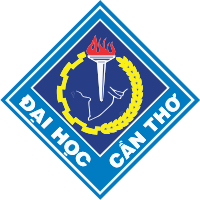 ĐẠI HỌC
CẦN THƠ